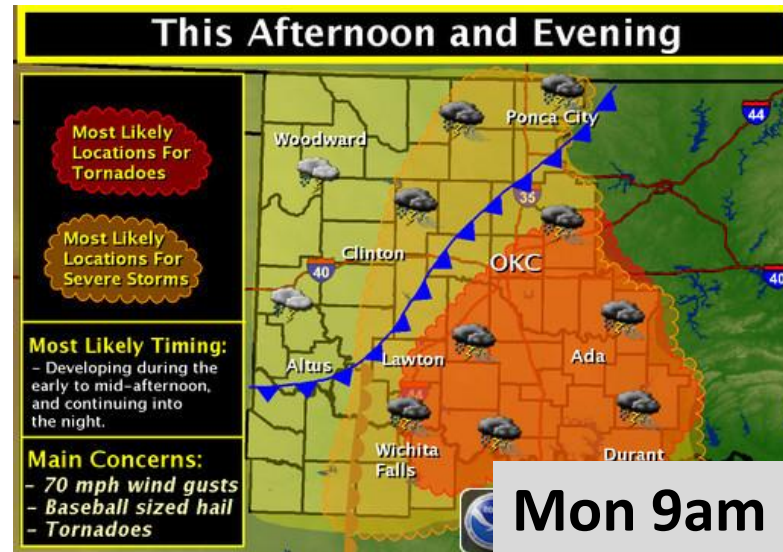 This Afternoon and Evening
Most Likely
Locations For
Tornadoes
Most Likely
Locations For
Severe Storms
Most Likely Timing:
- Developing during the
early to mid-afternoon,
and continuing into
the night.
Main Concerns:
- 70 mph wind gusts
- Baseball sized hail
- Tornadoes
Ponca City
44
Woodward
35
Clinton
OKC
40
40
Altus
Lawton
Ada
Wichita
Falls
Durant
Mon 9am